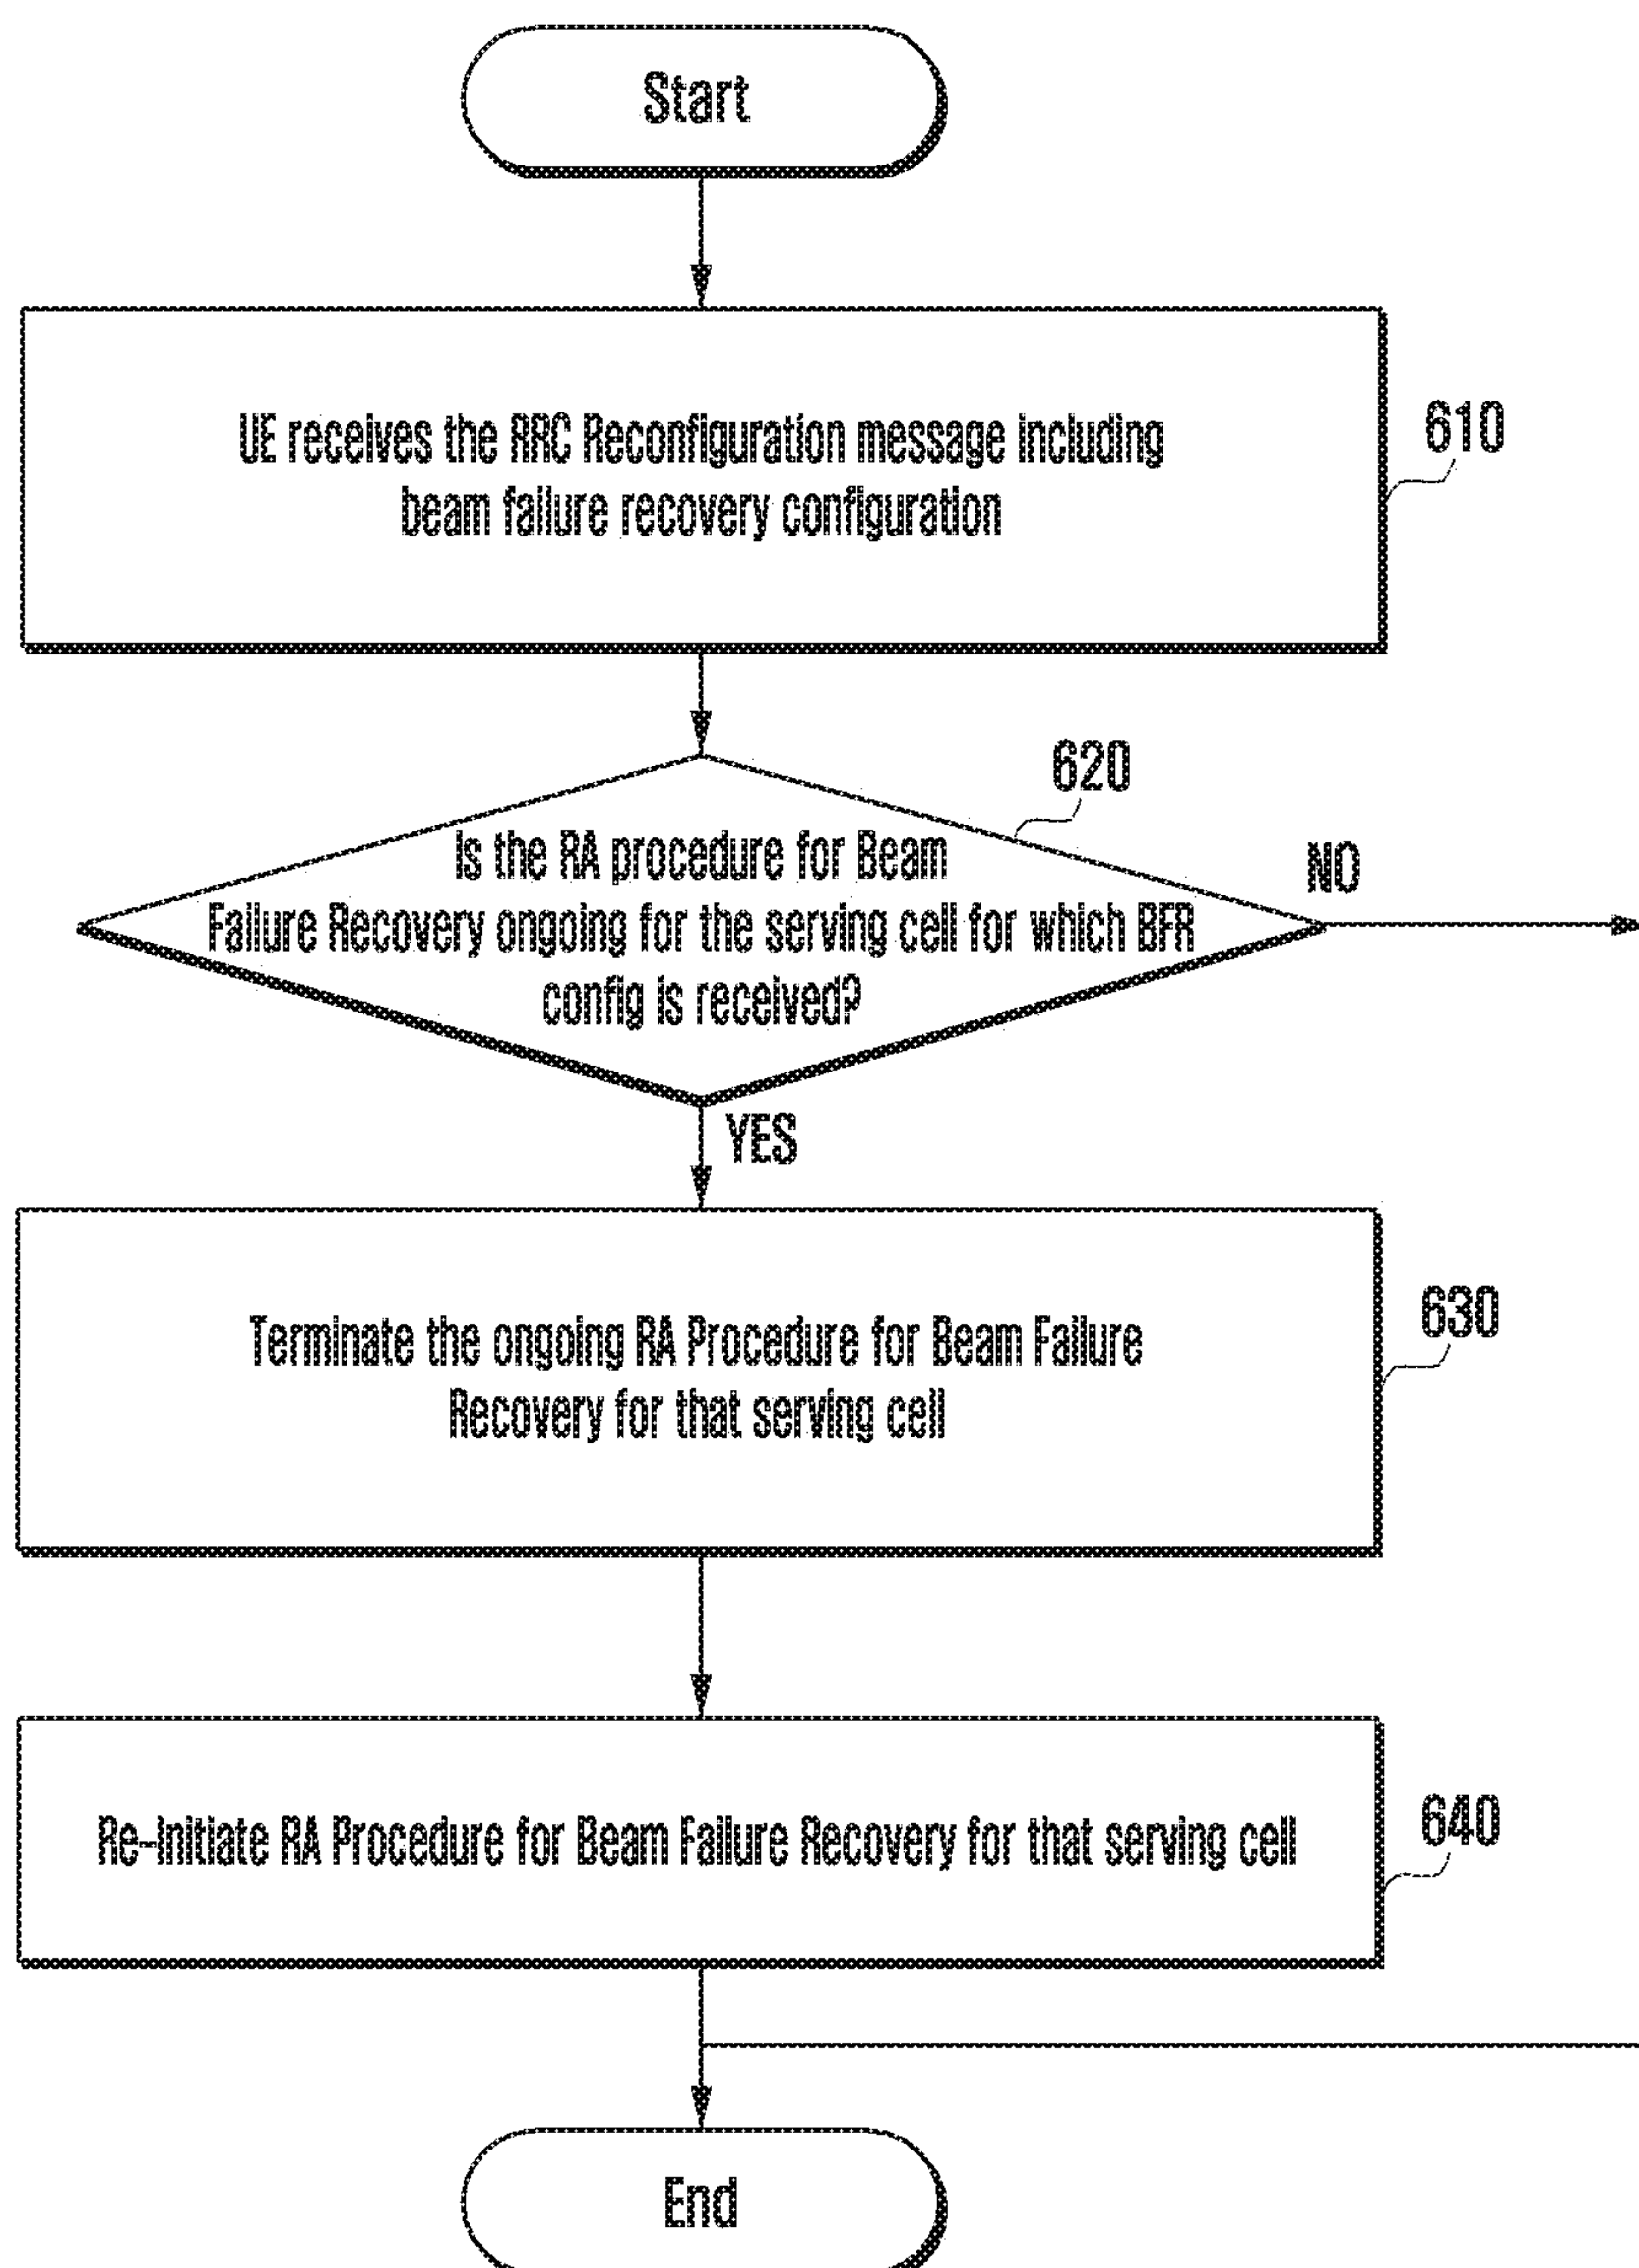 Start
UE receives the RRC Reconfiguration message including
beam failure recovery configuration
610
620
Is the RA procedure for Beam
Failure Recovery ongoing for the serving cell for which BFR
config is received?
NO
YES
Terminate the ongoing RA Procedure for Beam Failure
Recovery for that serving cell
630
Re-Initiate RA Procedure for Beam Failure Recovery for that serving cell
640
End